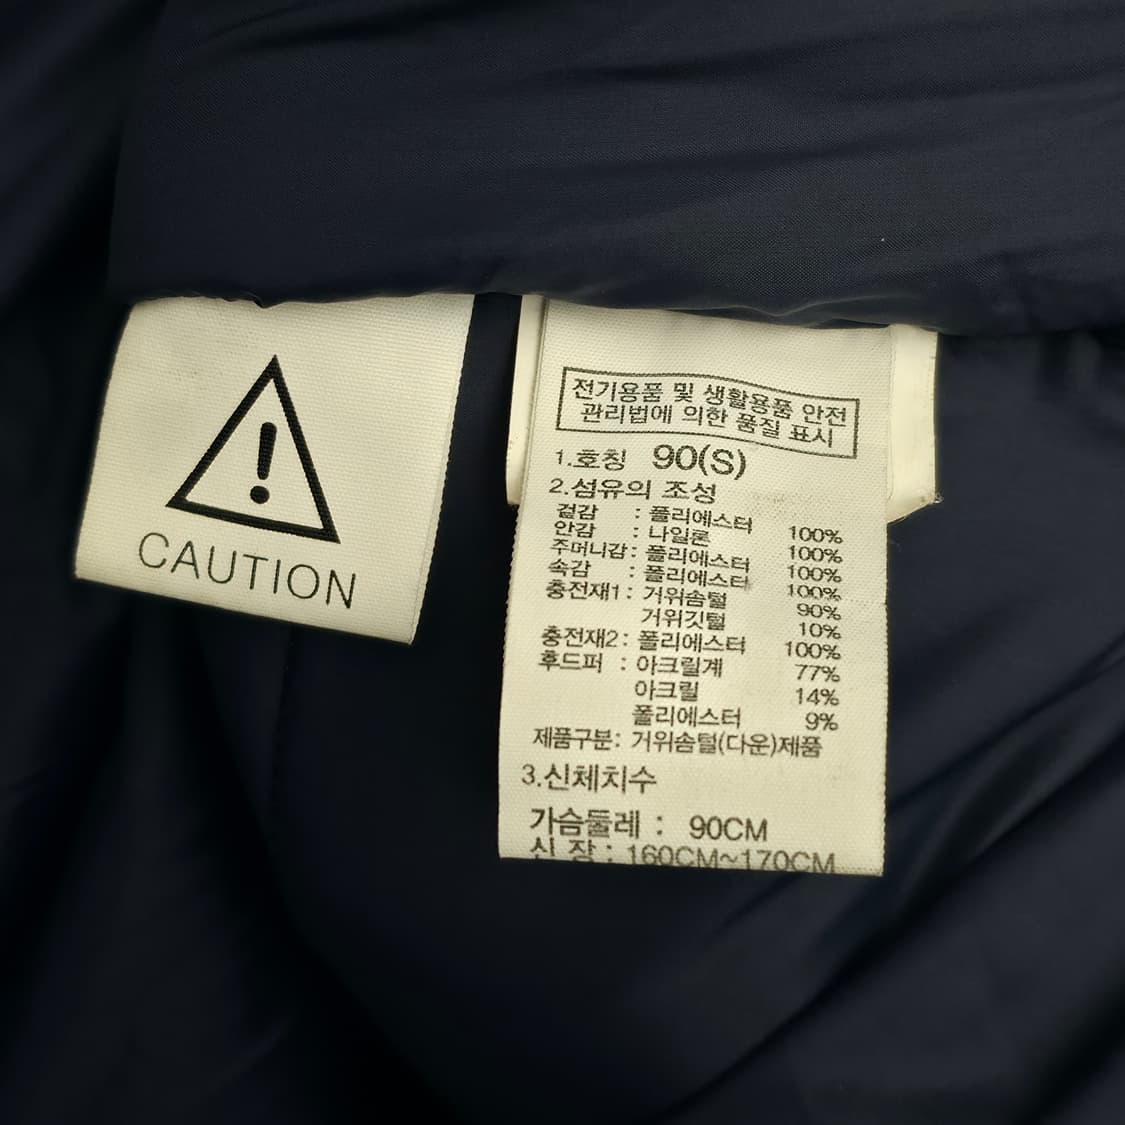 CAUTION
전기용품 및 생활용품 안전
관리법에 의한 품질 표시
1.호칭 90(S)
2.섬유의 조성
겉감 : 폴리에스터 100%
안감 : 나일론 100%
주머니감 : 폴리에스터 100%
속감 : 폴리에스터 100%
충전재1 : 거위솜털 90%
거위깃털 10%
충전재2 : 폴리에스터 100%
후드퍼 : 아크릴계 77%
아크릴 14%
폴리에스터 9%
제품구분: 거위솜털(다운)제품
3.신체치수
가슴둘레 : 90CM
신 장 : 160CM~170CM